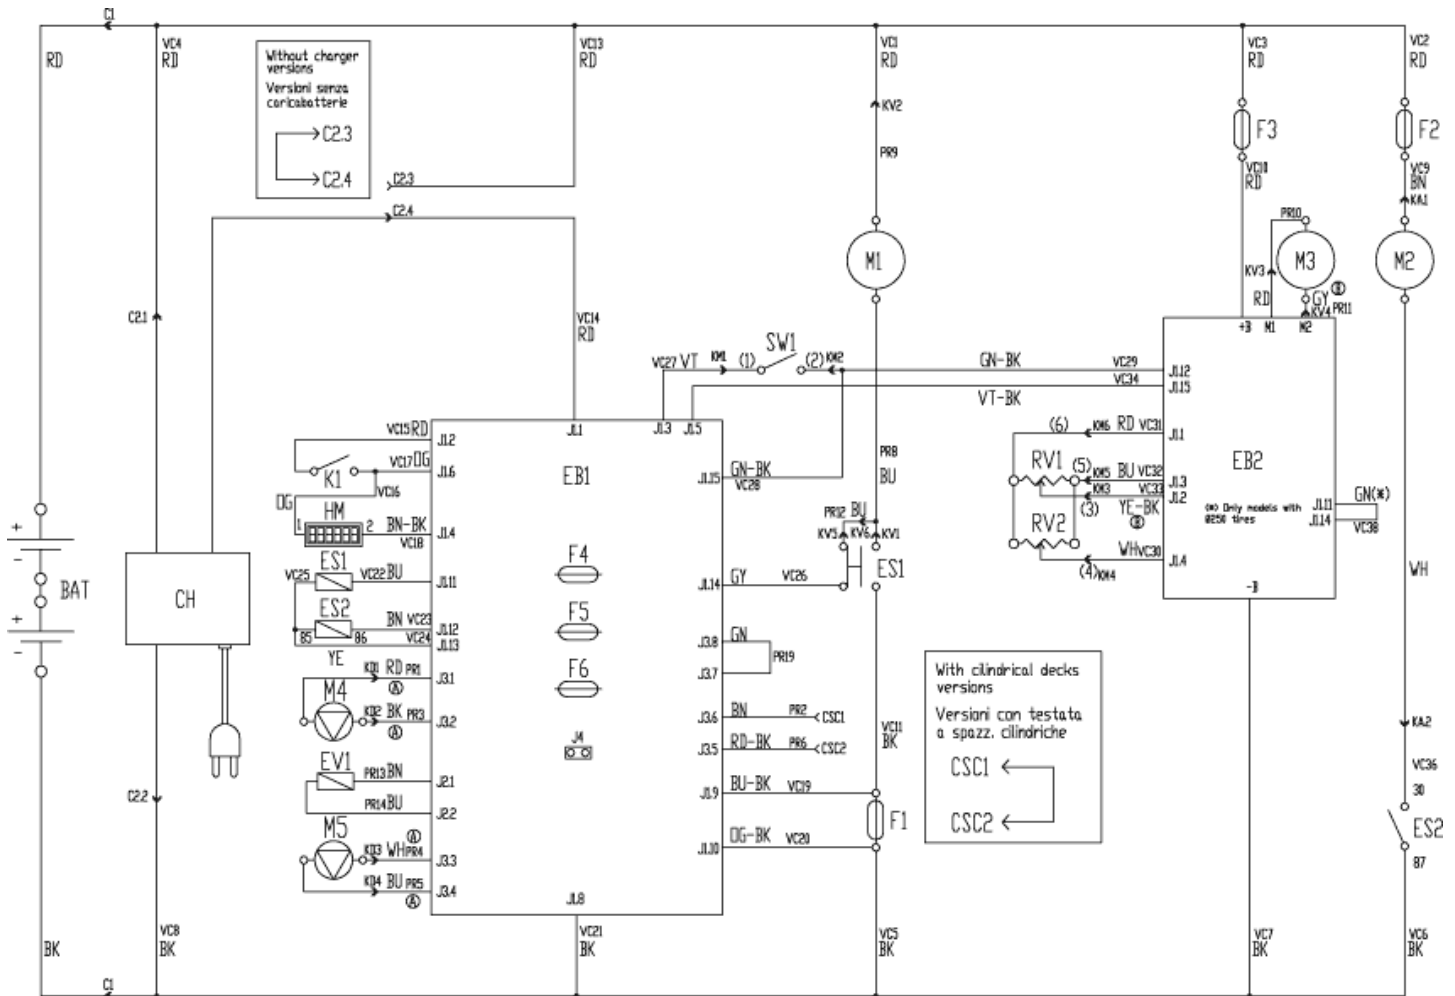 C1
RD
VC4
RD
Without charger
versions
Versioni senza
caricabatterie
C2.3
C2.4
VC13
RD
VC1
RD
VC3
RD
VC2
RD
KV2
PR9
F3
F2
VC10
RD
VC9
BN
KA1
C2.3
C2.4
PR10
M1
M3
M2
KV3
RD
GY
KV4
PR11
C2.1
VC14
RD
+B
M1
M2
SW1
VC27
VT
KM1
(1)
(2)
KM2
GN-BK
VC29
J1.12
VC34
J1.15
VT-BK
VC15
RD
J1.2
J1.1
J1.3
J1.5
(6)
KM6
RD
VC31
J1.1
VC17
OG
J1.6
K1
VC16
EB1
GN-BK
J1.15
VC28
PR8
BU
RV1
(5)
KM5
BU
VC32
J1.3
EB2
KM3
VC33
J1.2
(3)
YE-BK
OG
HM
1
2
BN-BK
J1.4
VC18
PR12
BU
KV5
KV6
KV1
RV2
(*) Only models with
Ø250 tires
J1.11
GN(*)
J1.14
VC38
WH
VC30
J1.4
(4)
KM4
BAT
+
-
+
-
CH
ES1
VC25
VC22
BU
J1.11
F4
GY
J1.14
VC26
ES1
-B
WH
ES2
BN
VC23
J1.12
85
86
VC24
J1.13
YE
F5
GN
J3.8
J3.7
PR19
KD1
RD
PR1
J3.1
A
M4
KD2
BK
PR3
J3.2
A
F6
J4
BN
PR2
J3.6
CSC1
RD-BK
PR6
J3.5
CSC2
VC11
BK
With cilindrical decks
versions
Versioni con testata
a spazz. cilindriche
CSC1
CSC2
KA2
VC36
30
ES2
87
EV1
PR13
BN
J2.1
PR14
BU
J2.2
BU-BK
VC19
J1.9
F1
OG-BK
VC20
J1.10
C2.2
M5
A
KD3
WH
PR4
J3.3
KD4
BU
PR5
J3.4
A
J1.8
BK
VC8
BK
VC21
BK
VC5
BK
VC7
BK
VC6
BK
C1